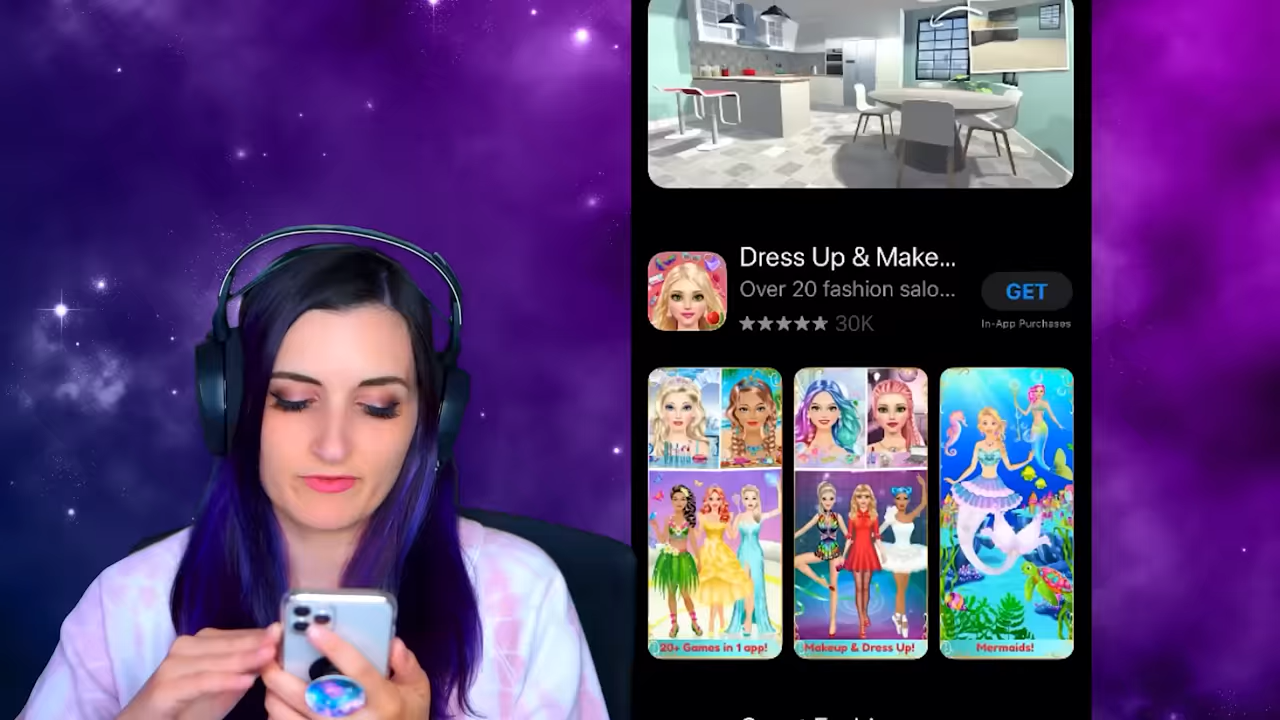 Dress Up & Make...
Over 20 fashion salo...
30K
GET
In-App Purchases
20+ Games in 1 app!
Makeup & Dress Up!
Mermaids!